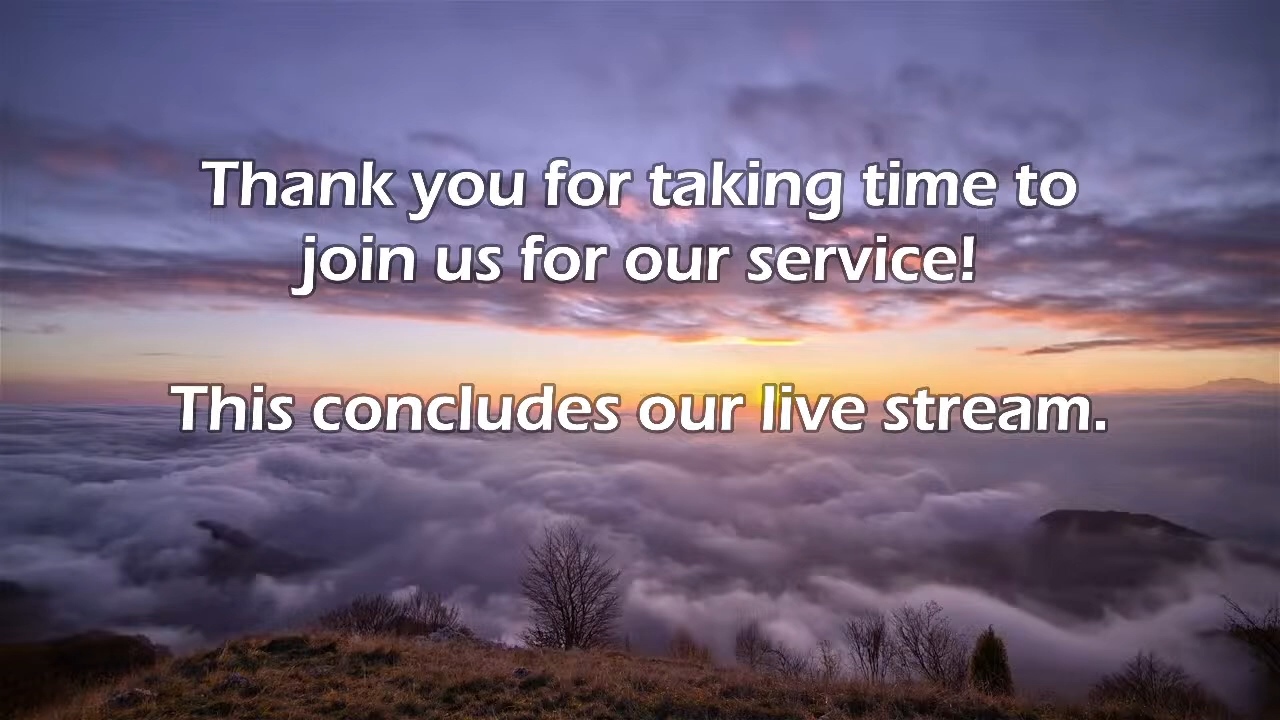 Thank you for taking time to
join us for our service!
This concludes our live stream.